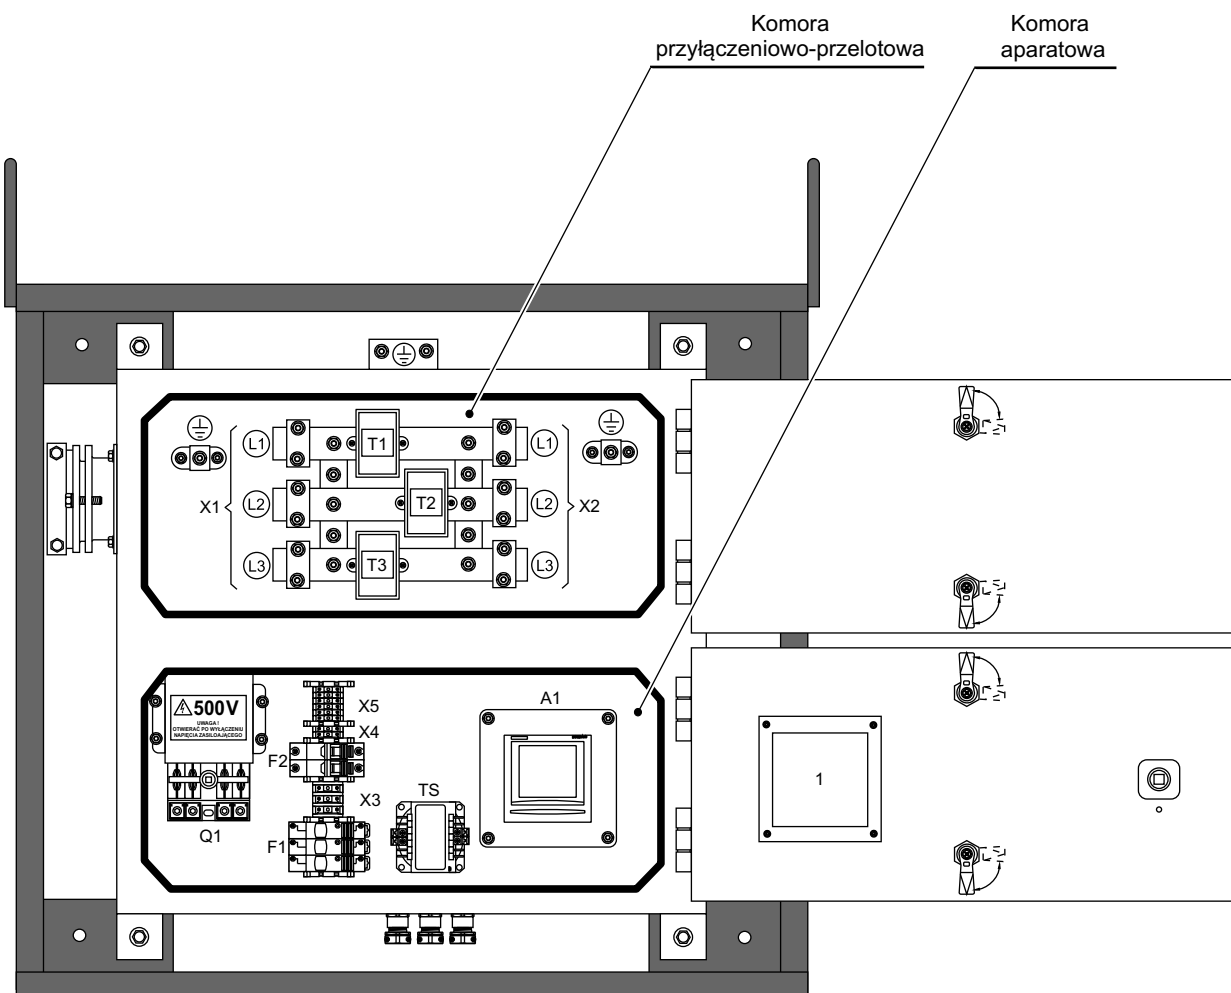 Komora
przyłączeniowo-przelotowa
Komora
aparatowa
L1
T1
L1
X1
L2
T2
L2
X2
L3
T3
L3
500V
UWAGA !
OTWIERAĆ PO WYŁĄCZENIU
NAPIĘCIA ZASILOAJĄCEGO
Q1
X5
X4
F2
X3
F1
TS
A1
1